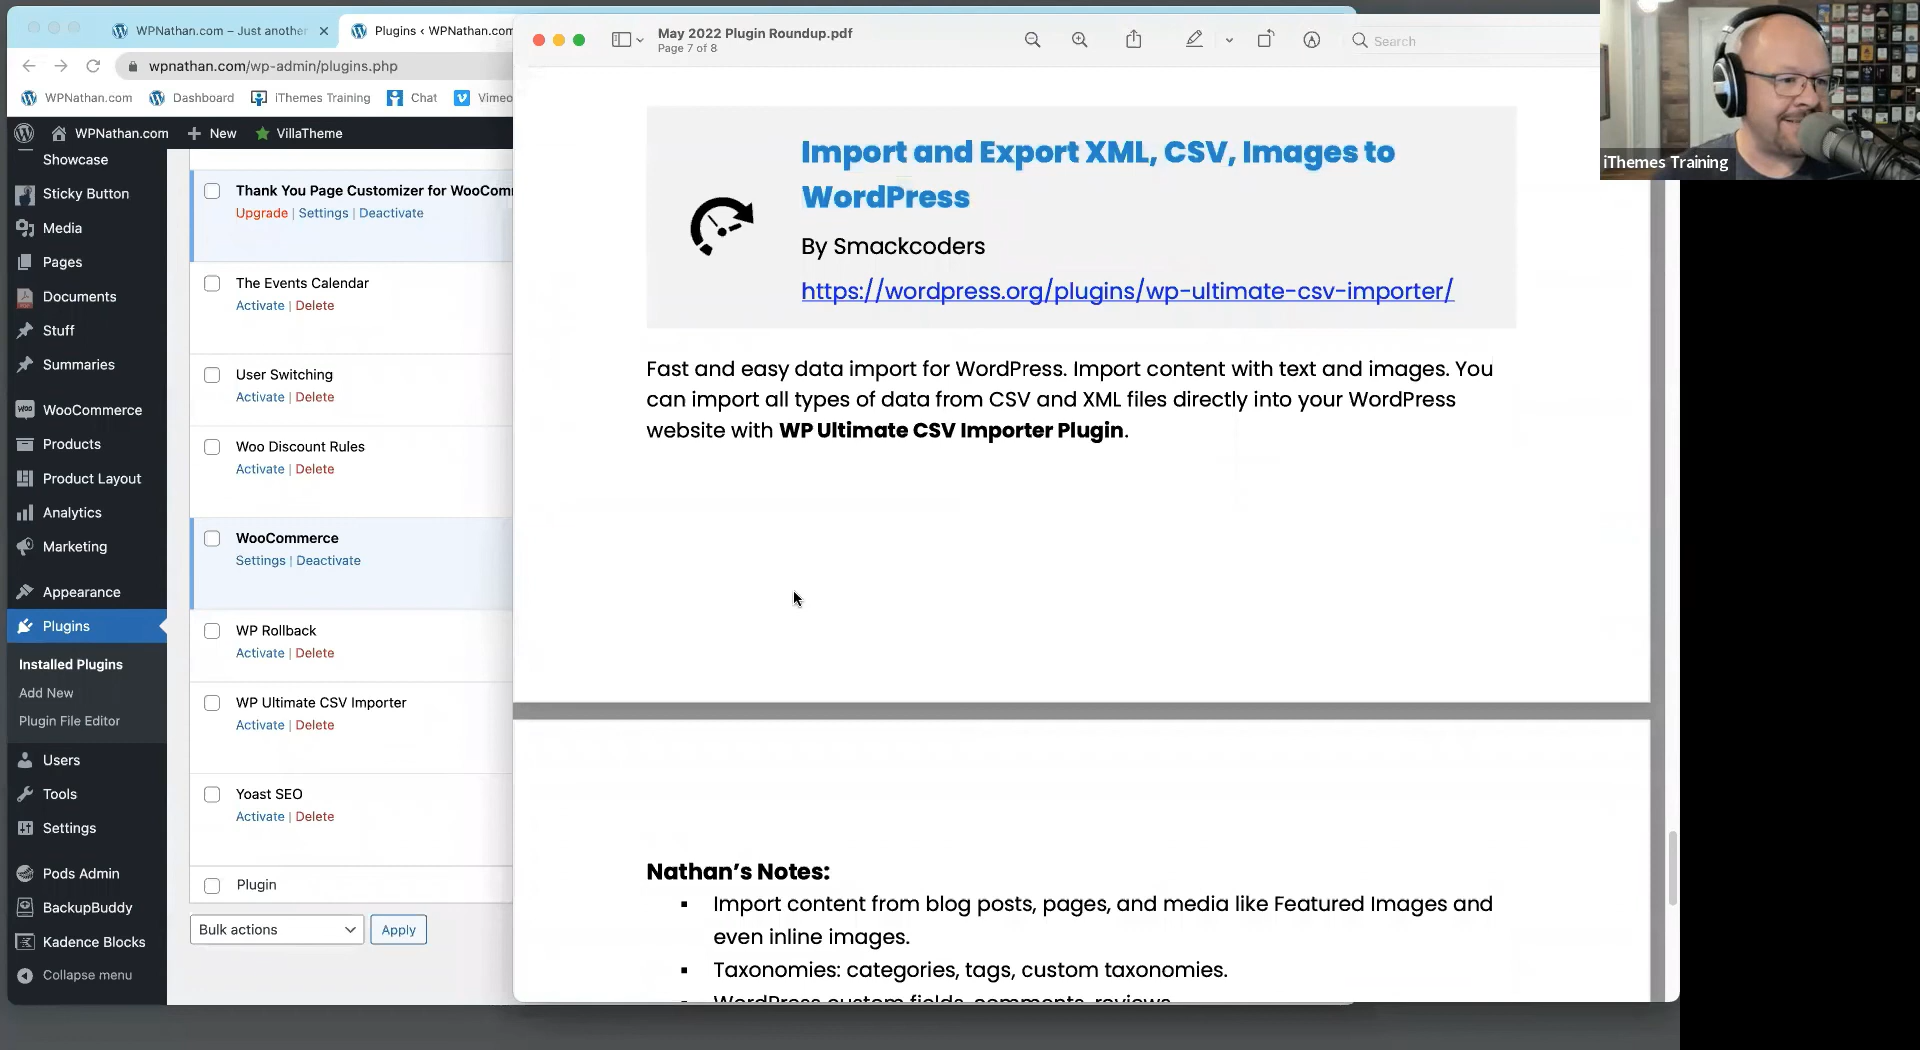 WPNathan.com – Just another
Plugins ‹ WPNathan.com
wpnathan.com/wp-admin/plugins.php
WPNathan.com
Dashboard
iThemes Training
Chat
Vimeo
WPNathan.com
New
VillaTheme
Showcase
Sticky Button
Media
Pages
Documents
Stuff
Summaries
WooCommerce
Products
Product Layout
Analytics
Marketing
Appearance
Plugins
Installed Plugins
Add New
Plugin File Editor
Users
Tools
Settings
Pods Admin
BackupBuddy
Kadence Blocks
Collapse menu
Thank You Page Customizer for WooComm
Upgrade | Settings | Deactivate
The Events Calendar
Activate | Delete
User Switching
Activate | Delete
Woo Discount Rules
Activate | Delete
WooCommerce
Settings | Deactivate
WP Rollback
Activate | Delete
WP Ultimate CSV Importer
Activate | Delete
Yoast SEO
Activate | Delete
Plugin
Bulk actions
Apply
May 2022 Plugin Roundup.pdf
Page 7 of 8
Search
Import and Export XML, CSV, Images to
WordPress
By Smackcoders
https://wordpress.org/plugins/wp-ultimate-csv-importer/
Fast and easy data import for WordPress. Import content with text and images. You
can import all types of data from CSV and XML files directly into your WordPress
website with WP Ultimate CSV Importer Plugin.
Nathan's Notes:
▪ Import content from blog posts, pages, and media like Featured Images and
even inline images.
▪ Taxonomies: categories, tags, custom taxonomies.
▪ WordPress custom fields, comments, reviews
iThemes Training